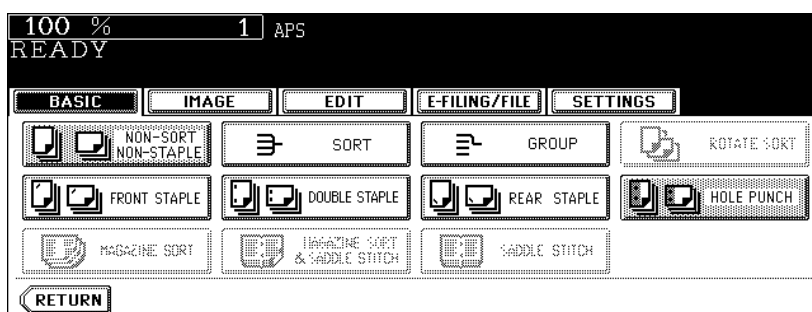 100 % 1 APS
READY
BASIC IMAGE EDIT E-FILING/FILE SETTINGS
NON-SORT
NON-STAPLE
SORT
GROUP
ROTATE SORT
FRONT STAPLE
DOUBLE STAPLE
REAR STAPLE
HOLE PUNCH
MAGAZINE SORT
MAGAZINE SORT
& SADDLE STITCH
SADDLE STITCH
RETURN